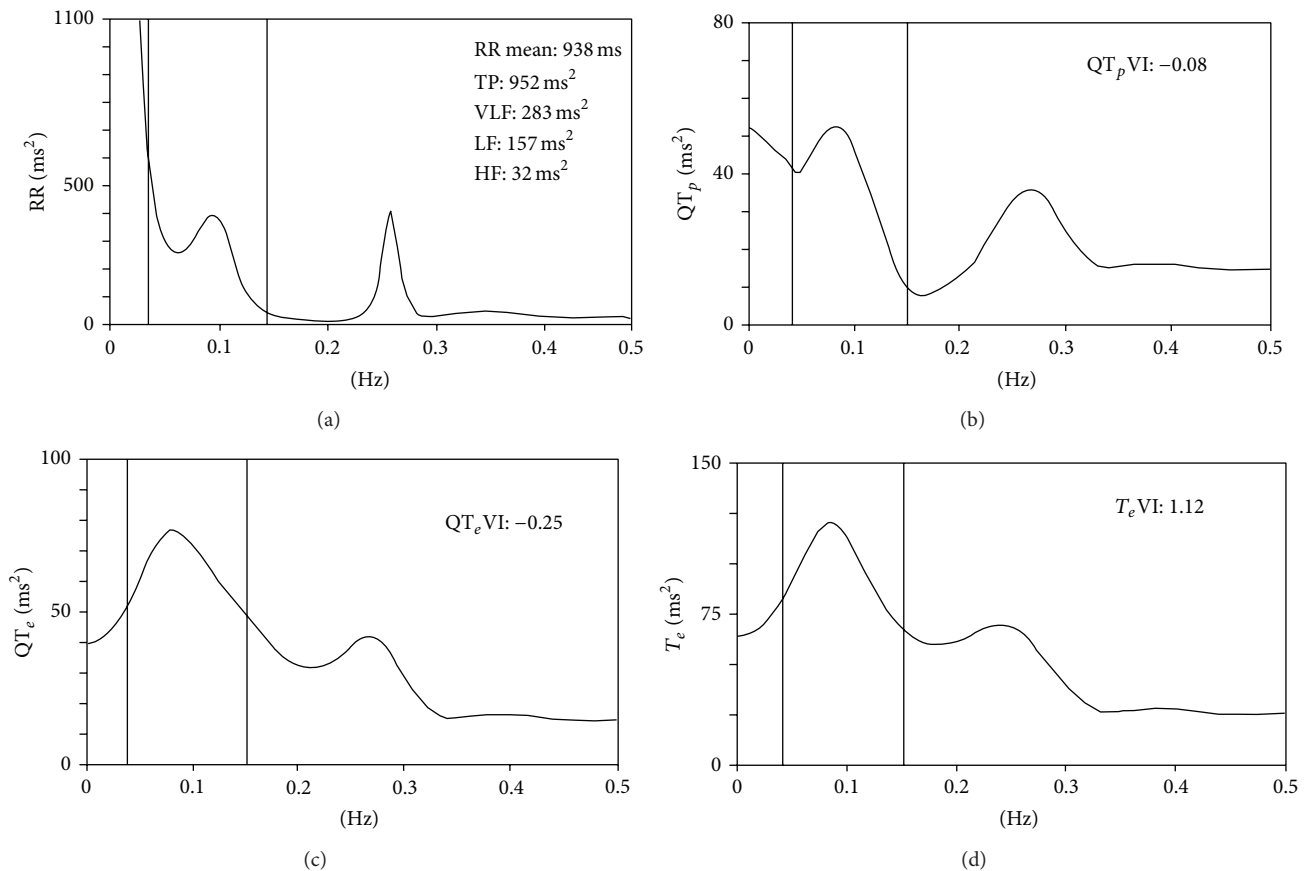 1100
500
0
RR (ms²)
RR mean: 938 ms
TP: 952 ms²
VLF: 283 ms²
LF: 157 ms²
HF: 32 ms²
0 0.1 0.2 0.3 0.4 0.5
(Hz)
(a)
80
40
0
QTₚ (ms²)
QTₚVI: −0.08
0 0.1 0.2 0.3 0.4 0.5
(Hz)
(b)
100
50
0
QTₑ (ms²)
QTₑVI: −0.25
0 0.1 0.2 0.3 0.4 0.5
(Hz)
(c)
150
75
0
Tₑ (ms²)
TₑVI: 1.12
0 0.1 0.2 0.3 0.4 0.5
(Hz)
(d)